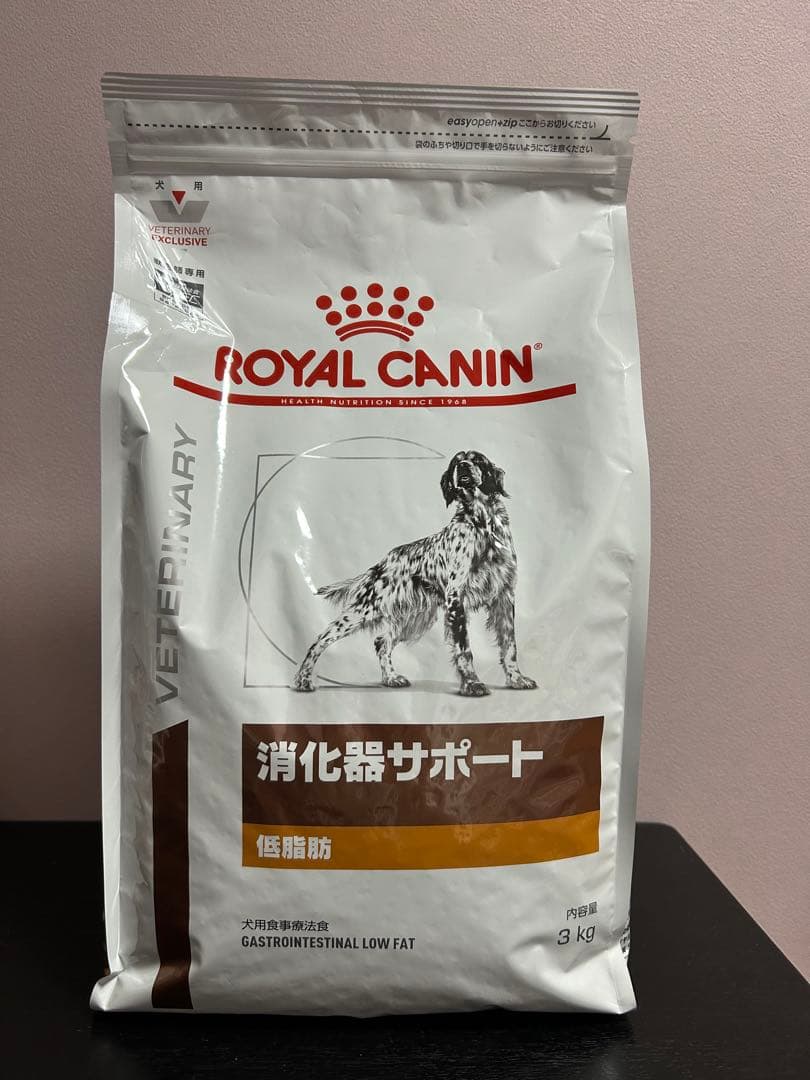 easyopen+zip ここからお切りください
袋のふちや切り口で手を切らないようにご注意ください
犬 用
VETERINARY
EXCLUSIVE
ROYAL CANIN®
HEALTH NUTRITION SINCE 1968
VETERINARY
消化器サポート
低脂肪
犬用食事療法食
GASTROINTESTINAL LOW FAT
内容量
3 kg